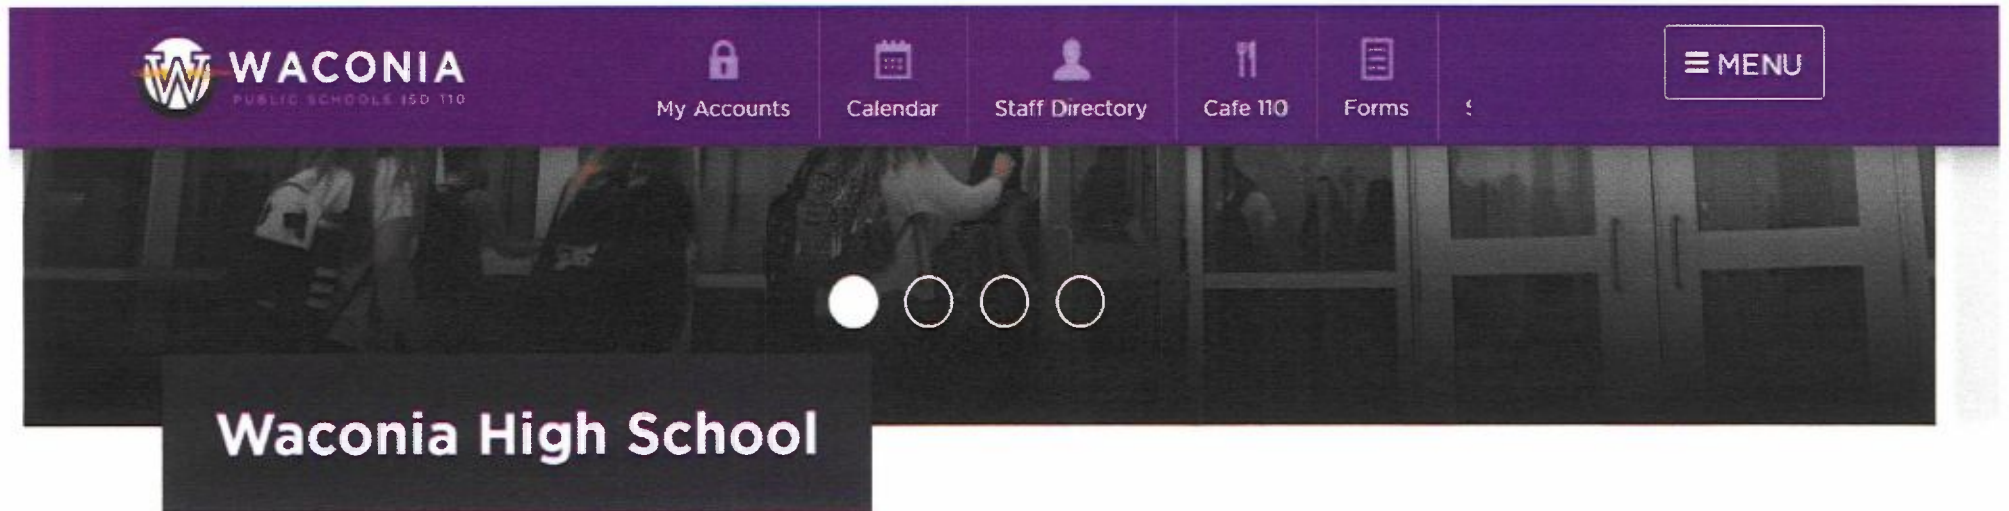 WACONIA
PUBLIC SCHOOLS ISD 110
My Accounts
Calendar
Staff Directory
Cafe 110
Forms
MENU
Waconia High School